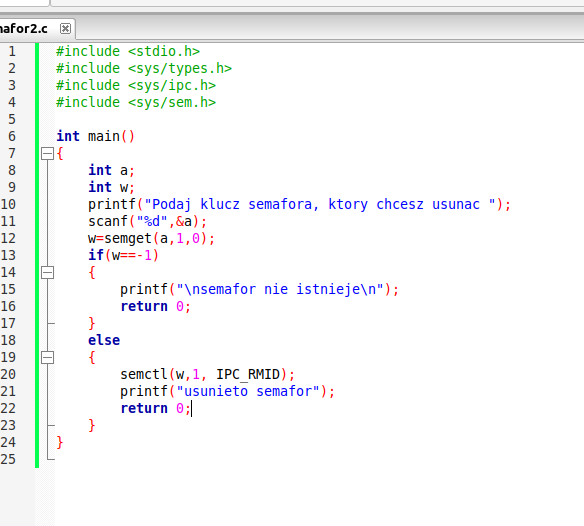 nafor2.c
1 #include <stdio.h>
2 #include <sys/types.h>
3 #include <sys/ipc.h>
4 #include <sys/sem.h>
5
6 int main()
7 {
8 int a;
9 int w;
10 printf("Podaj klucz semafora, ktory chcesz usunac ");
11 scanf("%d",&a);
12 w=semget(a,1,0);
13 if(w==-1)
14 {
15 printf("\nsemafor nie istnieje\n");
16 return 0;
17 }
18 else
19 {
20 semctl(w,1, IPC_RMID);
21 printf("usunieto semafor");
22 return 0;
23 }
24 }
25